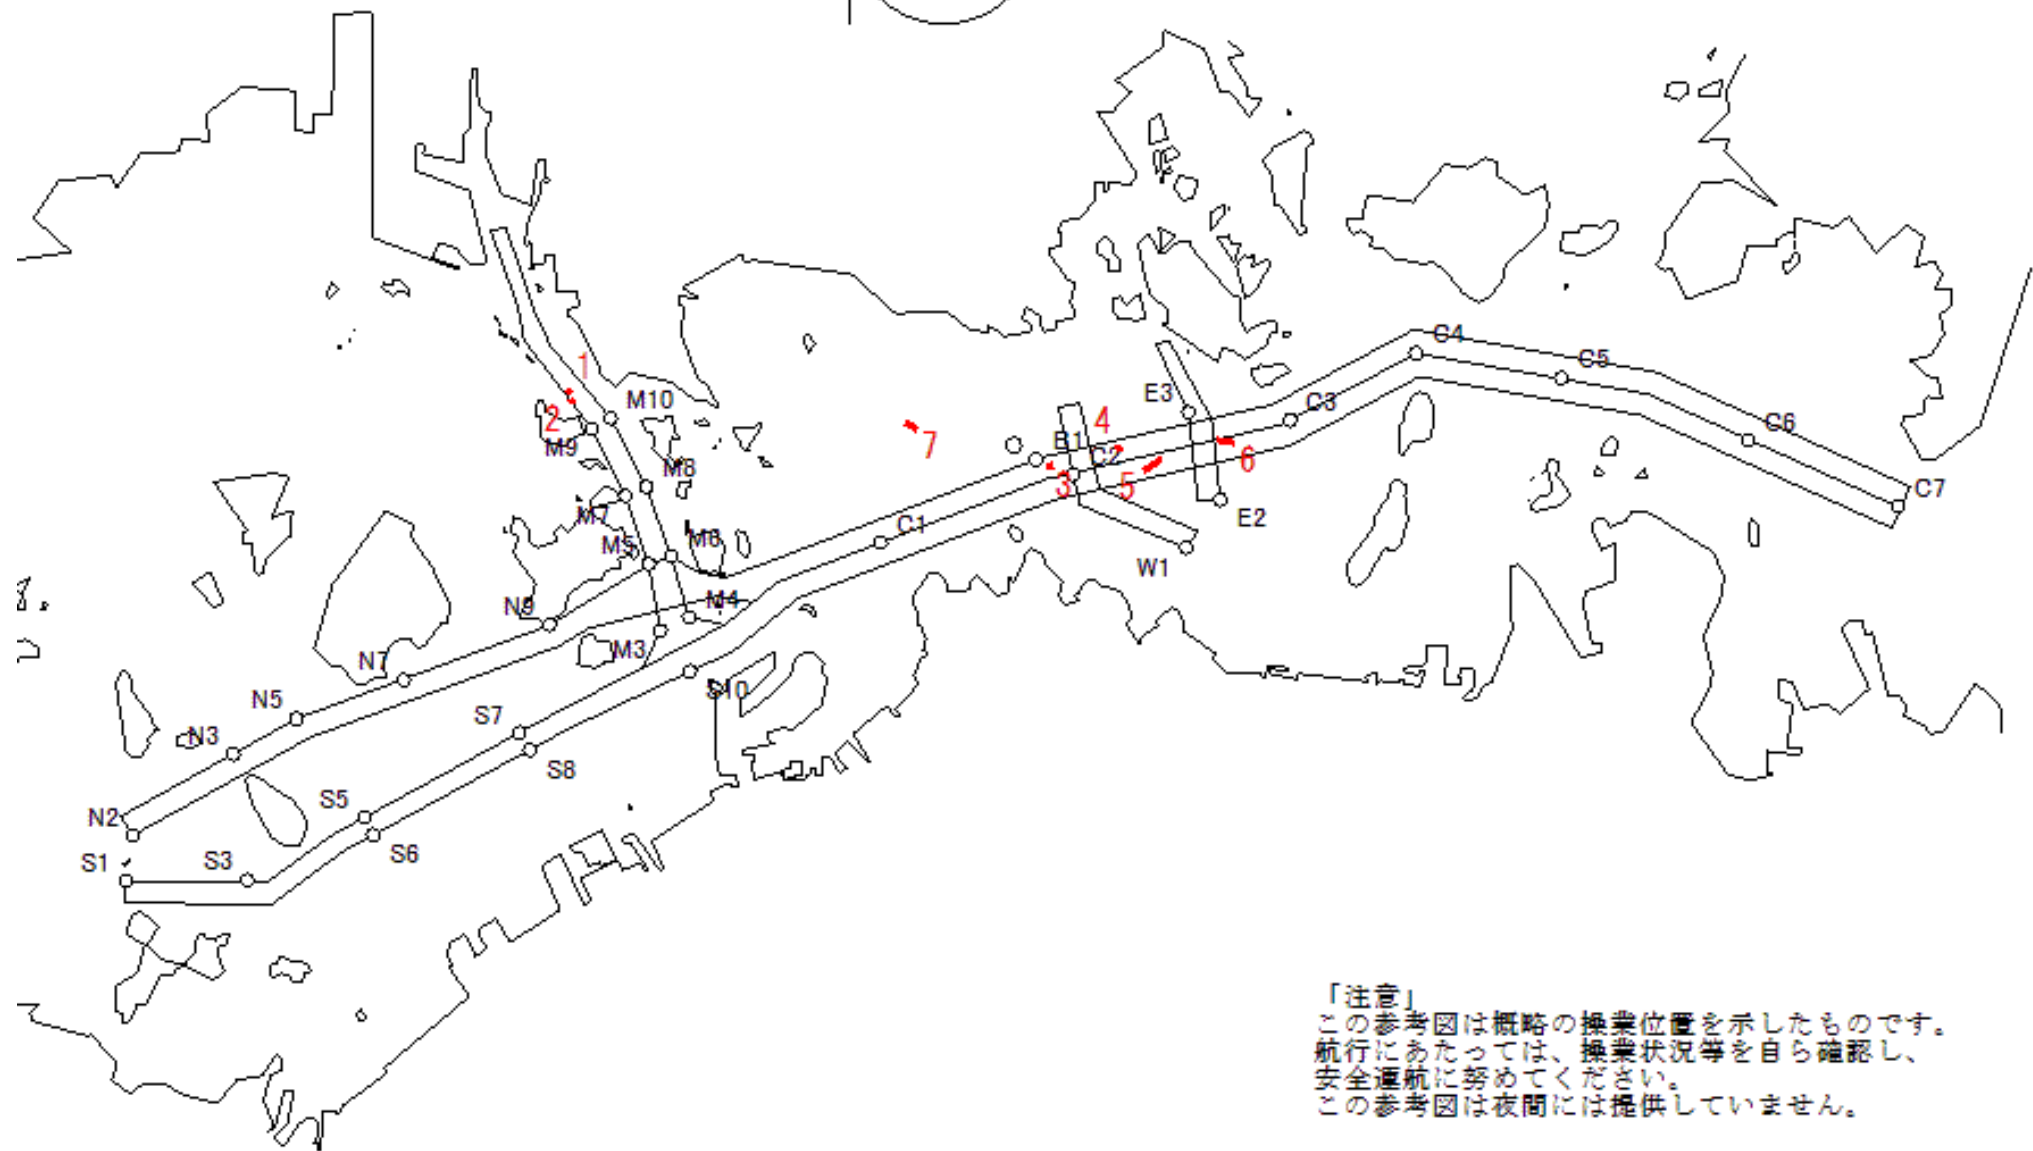 C4
C5
1
E3
M10
2
4
C3
7
B1
C6
M9
C2
6
M8
3
5
C7
M7
C1
E2
M5
M6
W1
N9
M4
M3
N7
S10
N5
S7
N3
S8
S5
N2
S6
S1
S3
「注意」
この参考図は概略の操業位置を示したものです。
航行にあたっては、操業状況等を自ら確認し、
安全運航に努めてください。
この参考図は夜間には提供していません。